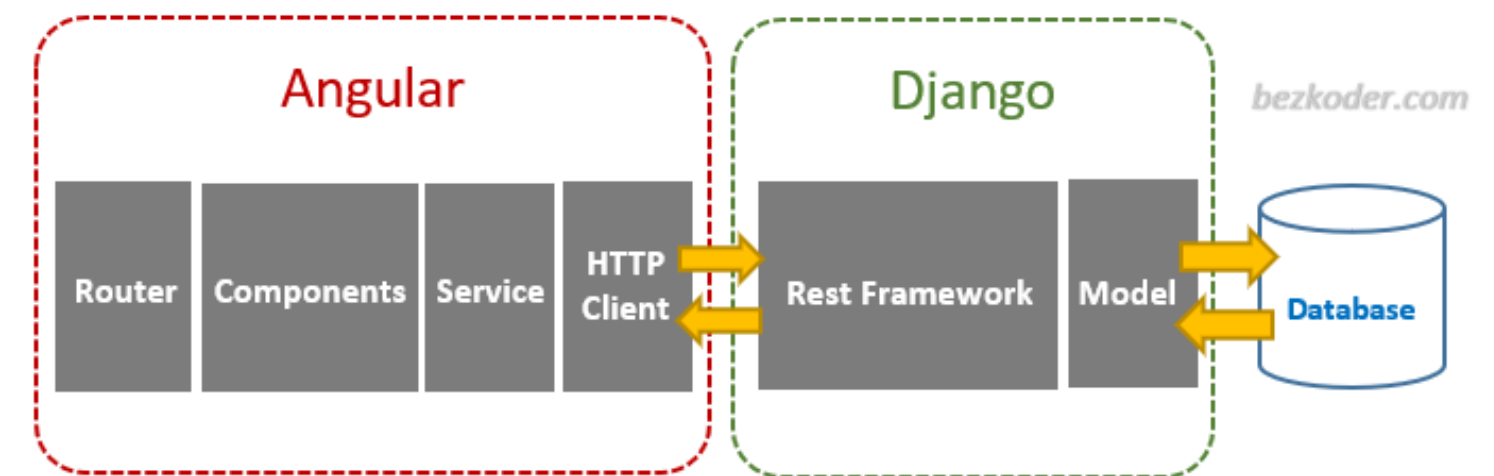 Angular
Django
bezkoder.com
Router
Components
Service
HTTP
Client
Rest Framework
Model
Database